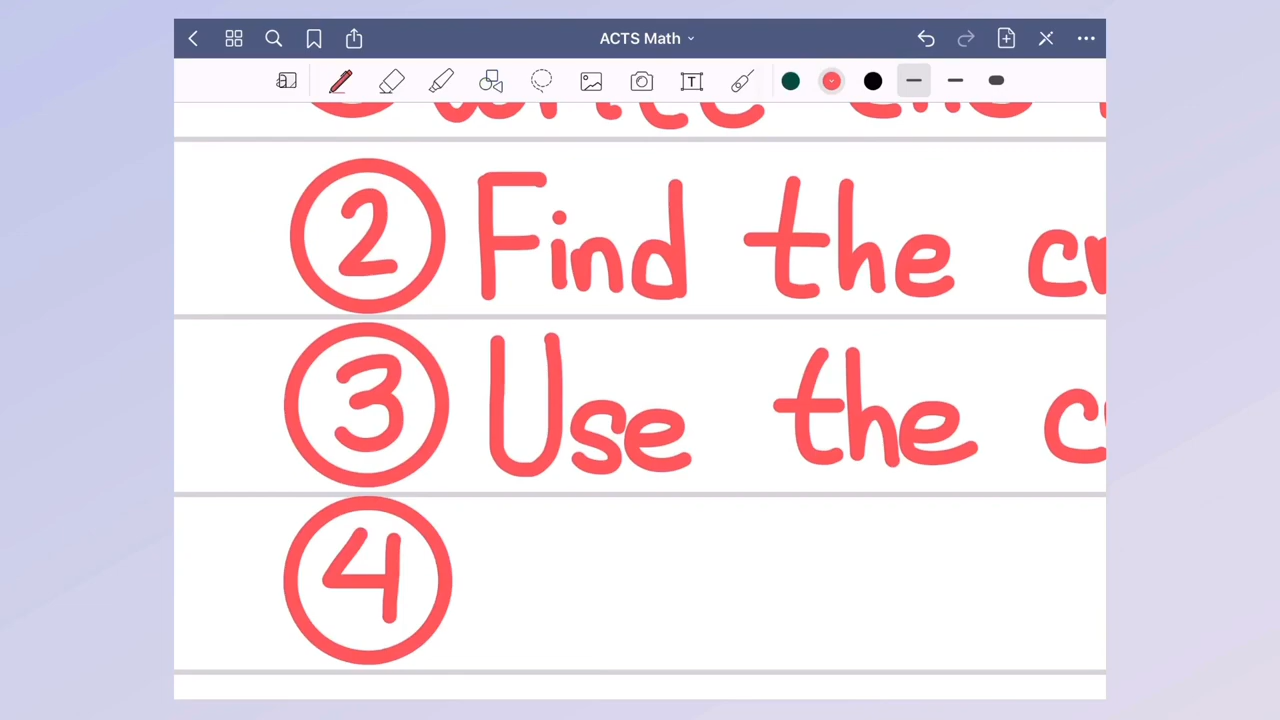 ACTS Math
② Find the
③ Use the
④